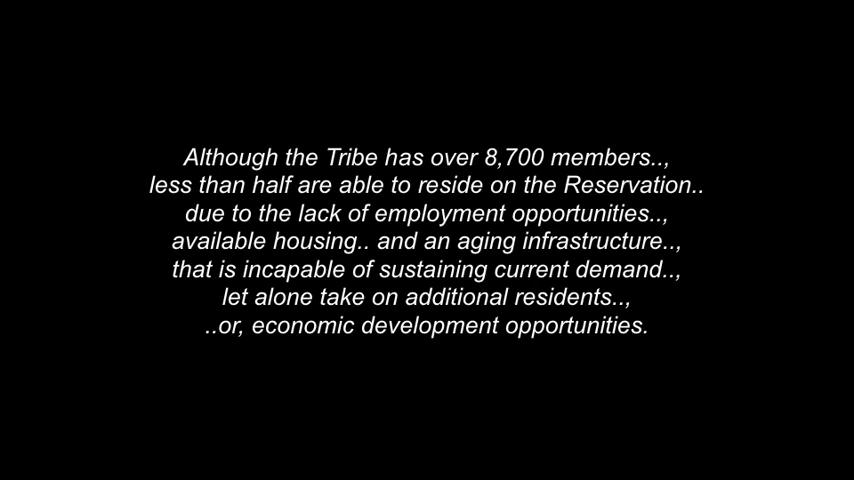 Although the Tribe has over 8,700 members..,
less than half are able to reside on the Reservation..
due to the lack of employment opportunities..,
available housing.. and an aging infrastructure..,
that is incapable of sustaining current demand..,
let alone take on additional residents..,
..or, economic development opportunities.